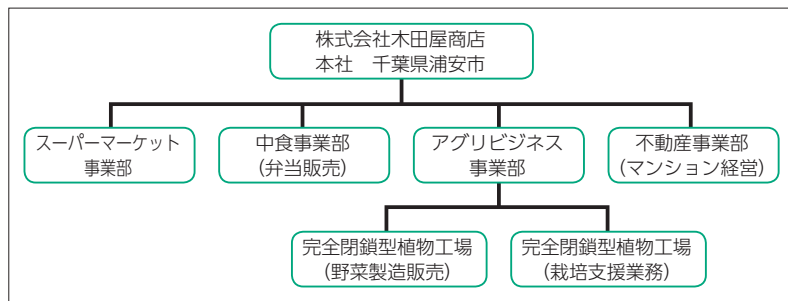 株式会社木田屋商店
本社　千葉県浦安市
スーパーマーケット
事業部
中食事業部
(弁当販売)
アグリビジネス
事業部
不動産事業部
(マンション経営)
完全閉鎖型植物工場
(野菜製造販売)
完全閉鎖型植物工場
(栽培支援業務)